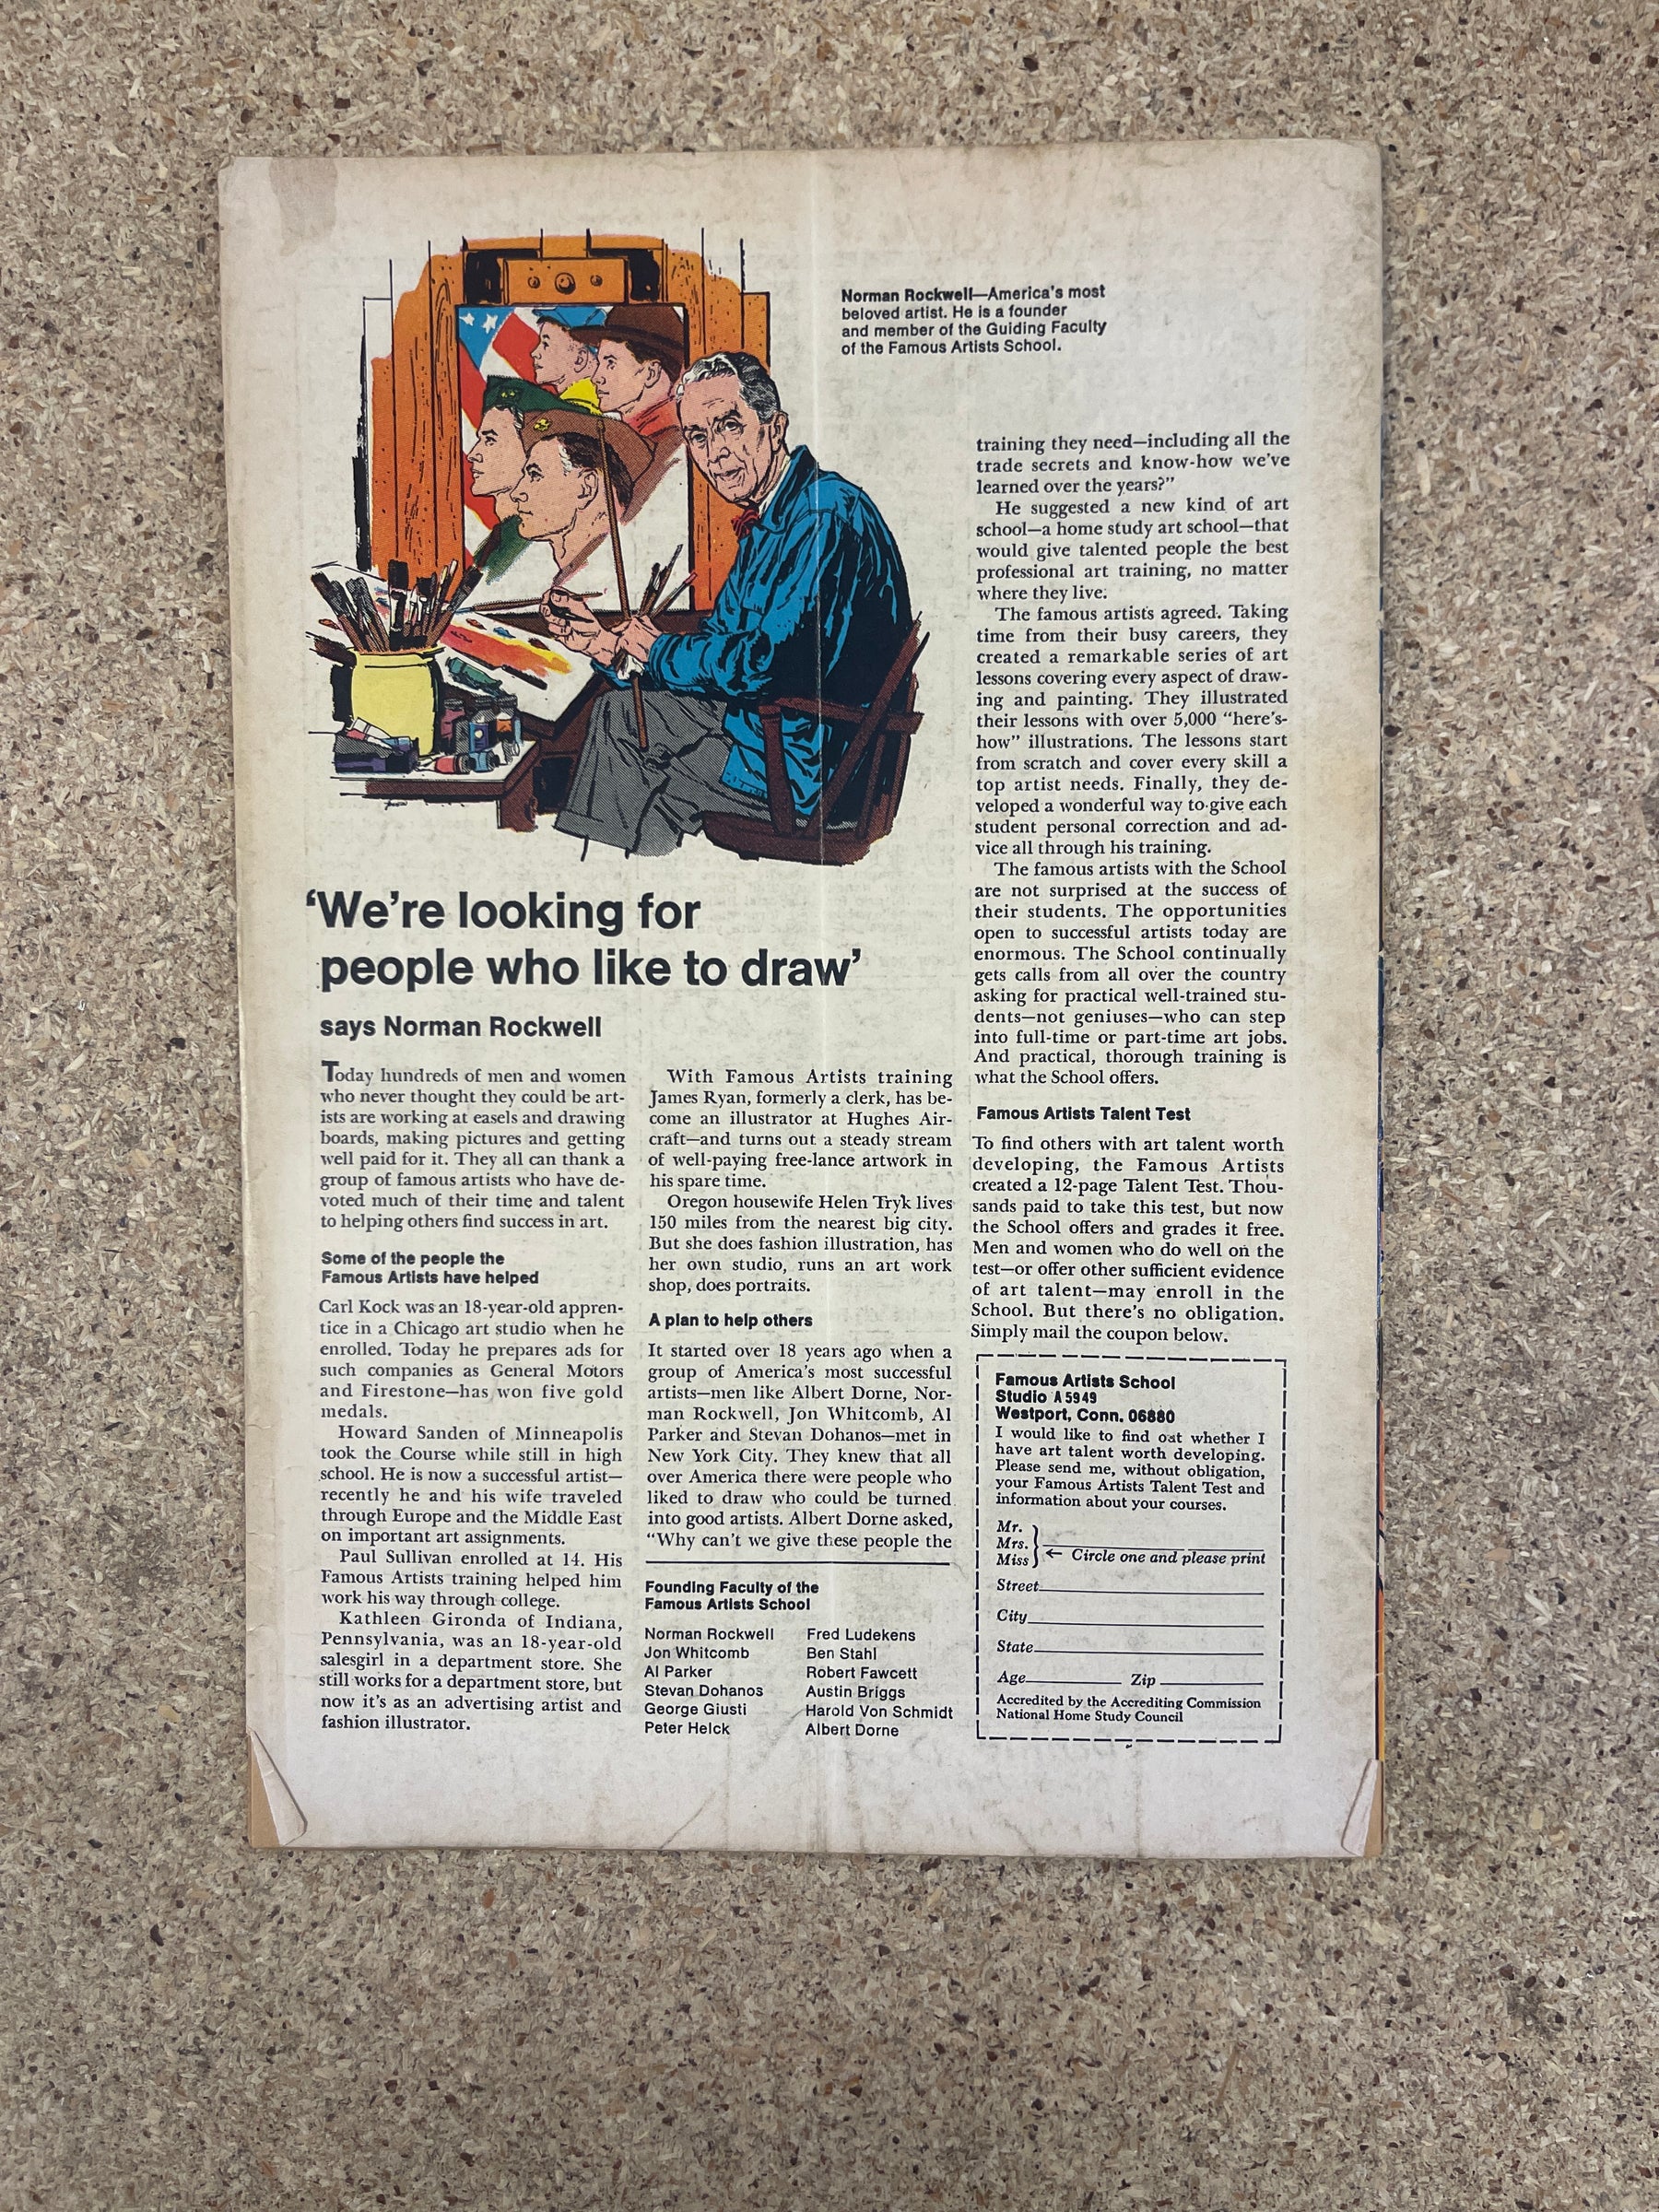 Norman Rockwell—America's most
beloved artist. He is a founder
and member of the Guiding Faculty
of the Famous Artists School.
'We're looking for
people who like to draw'
says Norman Rockwell
Today hundreds of men and women
who never thought they could be art-
ists are working at easels and drawing
boards, making pictures and getting
well paid for it. They all can thank a
group of famous artists who have de-
voted much of their time and talent
to helping others find success in art.
Some of the people the
Famous Artists have helped
Carl Kock was an 18-year-old appren-
tice in a Chicago art studio when he
enrolled. Today he prepares ads for
such companies as General Motors
and Firestone—has won five gold
medals.
Howard Sanden of Minneapolis
took the Course while still in high
school. He is now a successful artist—
recently he and his wife traveled
through Europe and the Middle East
on important art assignments.
Paul Sullivan enrolled at 14. His
Famous Artists training helped him
work his way through college.
Kathleen Gironda of Indiana,
Pennsylvania, was an 18-year-old
salesgirl in a department store. She
still works for a department store, but
now it's as an advertising artist and
fashion illustrator.
With Famous Artists training
James Ryan, formerly a clerk, has be-
come an illustrator at Hughes Air-
craft—and turns out a steady stream
of well-paying free-lance artwork in
his spare time.
Oregon housewife Helen Tryk lives
150 miles from the nearest big city.
But she does fashion illustration, has
her own studio, runs an art work
shop, does portraits.
A plan to help others
It started over 18 years ago when a
group of America's most successful
artists—men like Albert Dorne, Nor-
man Rockwell, Jon Whitcomb, Al
Parker and Stevan Dohanos—met in
New York City. They knew that all
over America there were people who
liked to draw who could be turned
into good artists. Albert Dorne asked,
"Why can't we give these people the
Founding Faculty of the
Famous Artists School
Norman Rockwell
Jon Whitcomb
Al Parker
Stevan Dohanos
George Giusti
Peter Helck
Fred Ludekens
Ben Stahl
Robert Fawcett
Austin Briggs
Harold Von Schmidt
Albert Dorne
training they need—including all the
trade secrets and know-how we've
learned over the years?"
He suggested a new kind of art
school—a home study art school—that
would give talented people the best
professional art training, no matter
where they live.
The famous artists agreed. Taking
time from their busy careers, they
created a remarkable series of art
lessons covering every aspect of draw-
ing and painting. They illustrated
their lessons with over 5,000 "here's-
how" illustrations. The lessons start
from scratch and cover every skill a
top artist needs. Finally, they de-
veloped a wonderful way to give each
student personal correction and ad-
vice all through his training.
The famous artists with the School
are not surprised at the success of
their students. The opportunities
open to successful artists today are
enormous. The School continually
gets calls from all over the country
asking for practical well-trained stu-
dents—not geniuses—who can step
into full-time or part-time art jobs.
And practical, thorough training is
what the School offers.
Famous Artists Talent Test
To find others with art talent worth
developing, the Famous Artists
created a 12-page Talent Test. Thou-
sands paid to take this test, but now
the School offers and grades it free.
Men and women who do well on the
test—or offer other sufficient evidence
of art talent—may enroll in the
School. But there's no obligation.
Simply mail the coupon below.
Famous Artists School
Studio A5949
Westport, Conn. 06880
I would like to find out whether I
have art talent worth developing.
Please send me, without obligation,
your Famous Artists Talent Test and
information about your courses.
Mr.
Mrs.
Miss ← Circle one and please print
Street
City
State
Age Zip
Accredited by the Accrediting Commission
National Home Study Council